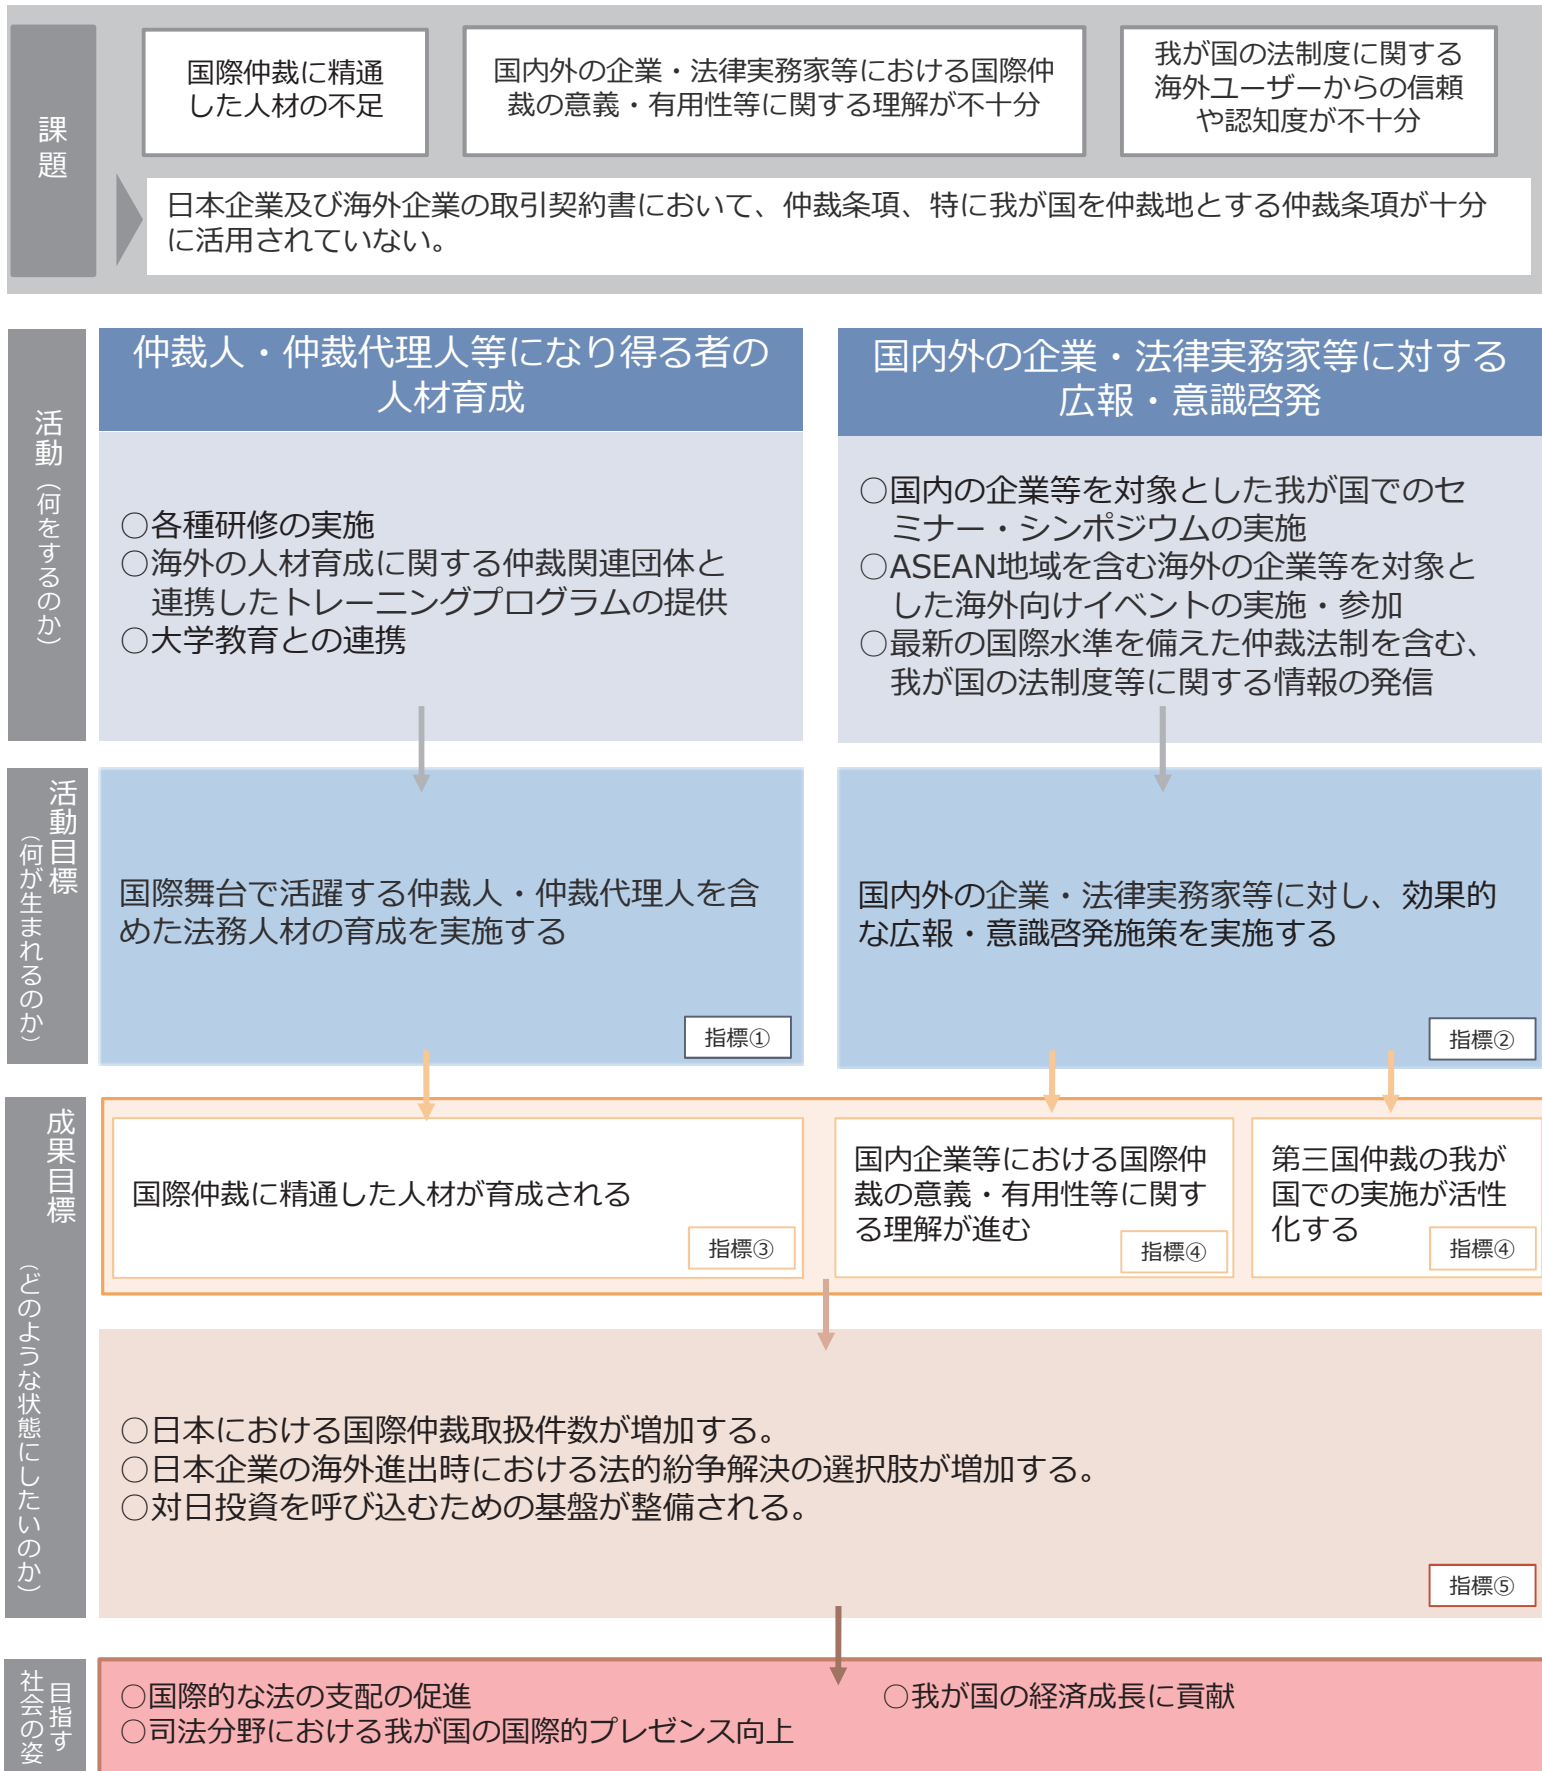 課題
国際仲裁に精通
した人材の不足
国内外の企業・法律実務家等における国際仲
裁の意義・有用性等に関する理解が不十分
我が国の法制度に関する
海外ユーザーからの信頼
や認知度が不十分
日本企業及び海外企業の取引契約書において、仲裁条項、特に我が国を仲裁地とする仲裁条項が十分
に活用されていない。
活動（何をするのか）
仲裁人・仲裁代理人等になり得る者の
人材育成
○各種研修の実施
○海外の人材育成に関する仲裁関連団体と
連携したトレーニングプログラムの提供
○大学教育との連携
国内外の企業・法律実務家等に対する
広報・意識啓発
○国内の企業等を対象とした我が国でのセ
ミナー・シンポジウムの実施
○ASEAN地域を含む海外の企業等を対象と
した海外向けイベントの実施・参加
○最新の国際水準を備えた仲裁法制を含む、
我が国の法制度等に関する情報の発信
活動目標
（何が生まれるのか）
国際舞台で活躍する仲裁人・仲裁代理人を含
めた法務人材の育成を実施する
指標①
国内外の企業・法律実務家等に対し、効果的
な広報・意識啓発施策を実施する
指標②
成果目標
（どのような状態にしたいのか）
国際仲裁に精通した人材が育成される
指標③
国内企業等における国際仲
裁の意義・有用性等に関す
る理解が進む
指標④
第三国仲裁の我が
国での実施が活性
化する
指標④
○日本における国際仲裁取扱件数が増加する。
○日本企業の海外進出時における法的紛争解決の選択肢が増加する。
○対日投資を呼び込むための基盤が整備される。
指標⑤
目指す
社会の姿
○国際的な法の支配の促進
○司法分野における我が国の国際的プレゼンス向上
○我が国の経済成長に貢献